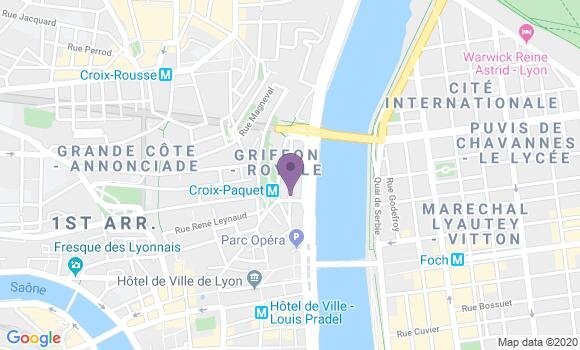 Rue Jacquard
Rue Perrod
Croix-Rousse M
Rue Magneval
Warwick Reine
Astrid - Lyon
CITÉ
INTERNATIONALE
GRANDE CÔTE
- ANNONCIADE
GRIFFON
- ROYALE
PUVIS DE
CHAVANNES
- LE LYCÉE
Croix-Paquet M
Quai de Serbie
Rue Godefroy
1ST ARR.
Rue René Leynaud
Parc Opéra P
MARECHAL
LYAUTEY
- VITTON
Fresque des Lyonnais
Foch M
Saône
Hôtel de Ville de Lyon
M Hôtel de Ville -
Louis Pradel
Rue Bossuet
Rue Cuvier
Google
Map data ©2020